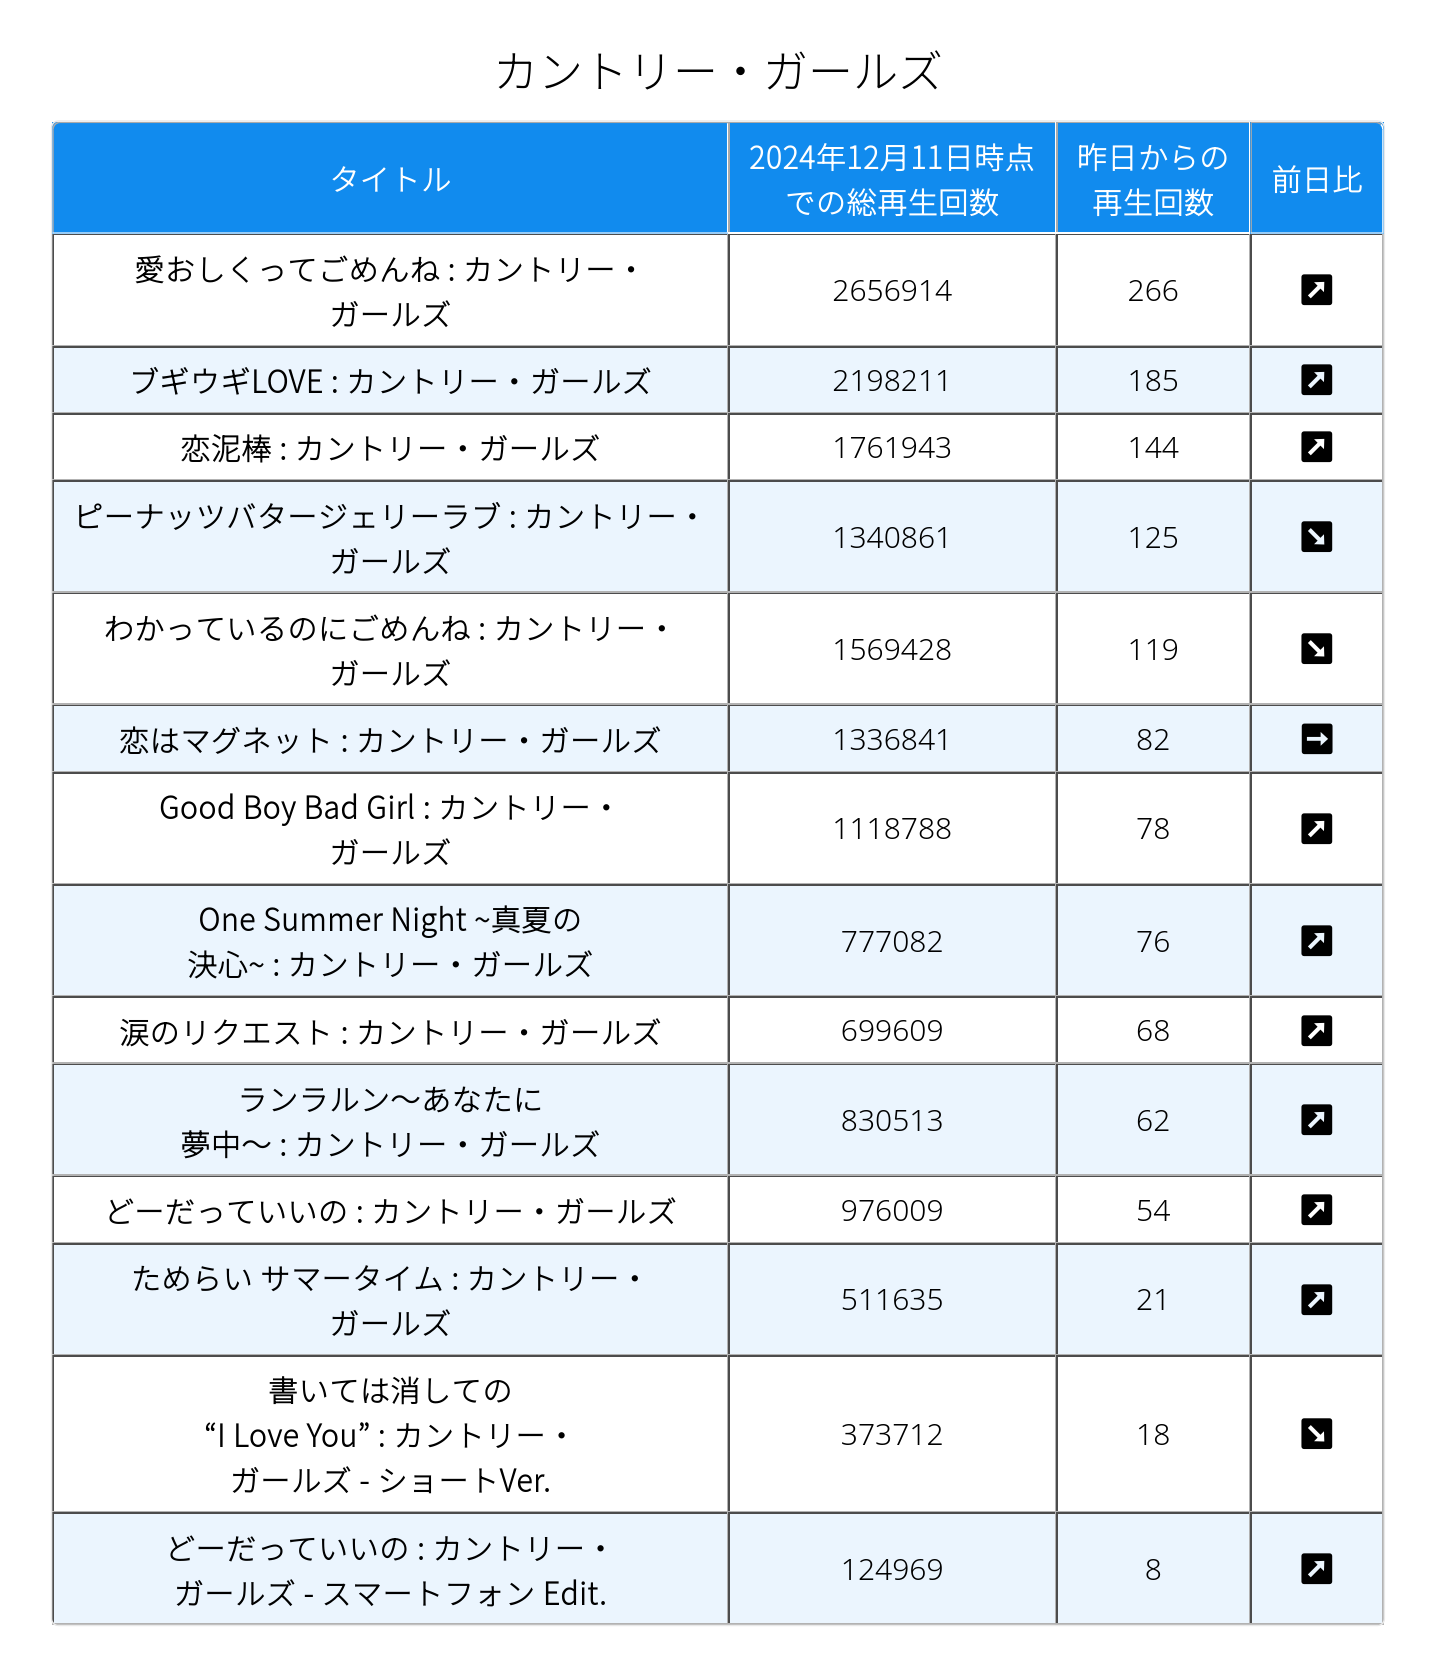 カントリー・ガールズ
タイトル
2024年12月11日時点
での総再生回数
昨日からの
再生回数
前日比
愛おしくってごめんね : カントリー・
ガールズ
2656914
266
ブギウギLOVE : カントリー・ガールズ
2198211
185
恋泥棒 : カントリー・ガールズ
1761943
144
ピーナッツバタージェリーラブ : カントリー・
ガールズ
1340861
125
わかっているのにごめんね : カントリー・
ガールズ
1569428
119
恋はマグネット : カントリー・ガールズ
1336841
82
Good Boy Bad Girl : カントリー・
ガールズ
1118788
78
One Summer Night ~真夏の
決心~ : カントリー・ガールズ
777082
76
涙のリクエスト : カントリー・ガールズ
699609
68
ランラルン～あなたに
夢中～ : カントリー・ガールズ
830513
62
どーだっていいの : カントリー・ガールズ
976009
54
ためらい サマータイム : カントリー・
ガールズ
511635
21
書いては消しての
“I Love You” : カントリー・
ガールズ - ショートVer.
373712
18
どーだっていいの : カントリー・
ガールズ - スマートフォン Edit.
124969
8